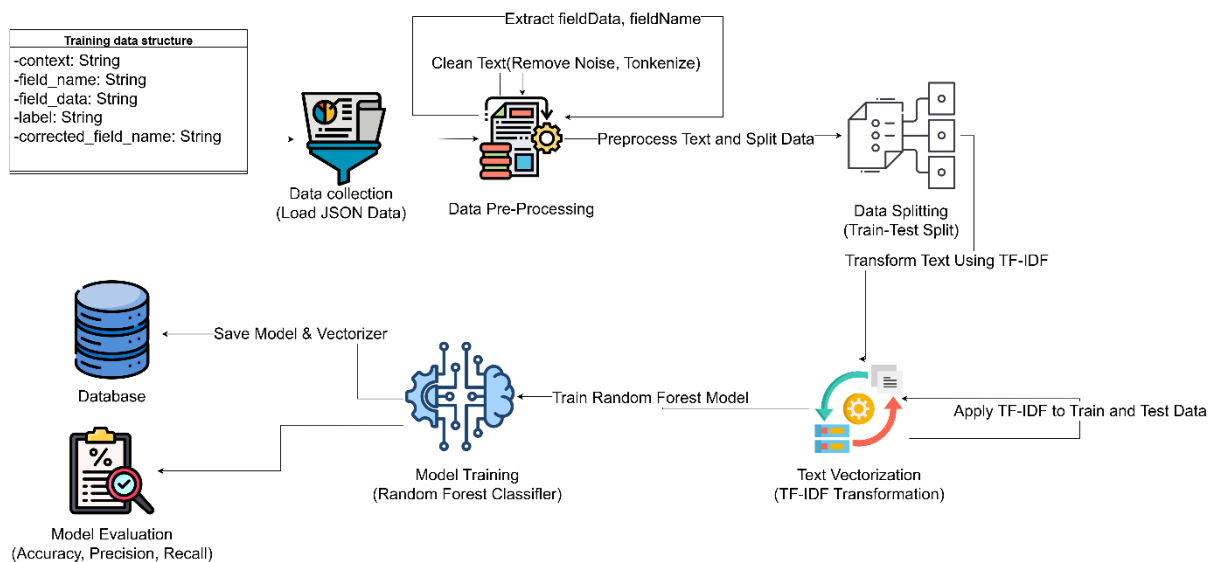 Extract fieldData, fieldName
Training data structure
-context: String
-field_name: String
-field_data: String
-label: String
-corrected_field_name: String
Clean Text(Remove Noise, Tonkenize)
Preprocess Text and Split Data
Data collection
(Load JSON Data)
Data Pre-Processing
Data Splitting
(Train-Test Split)
Transform Text Using TF-IDF
Save Model & Vectorizer
Database
Train Random Forest Model
Apply TF-IDF to Train and Test Data
Model Training
(Random Forest Classifler)
Text Vectorization
(TF-IDF Transformation)
%
Model Evaluation
(Accuracy, Precision, Recall)